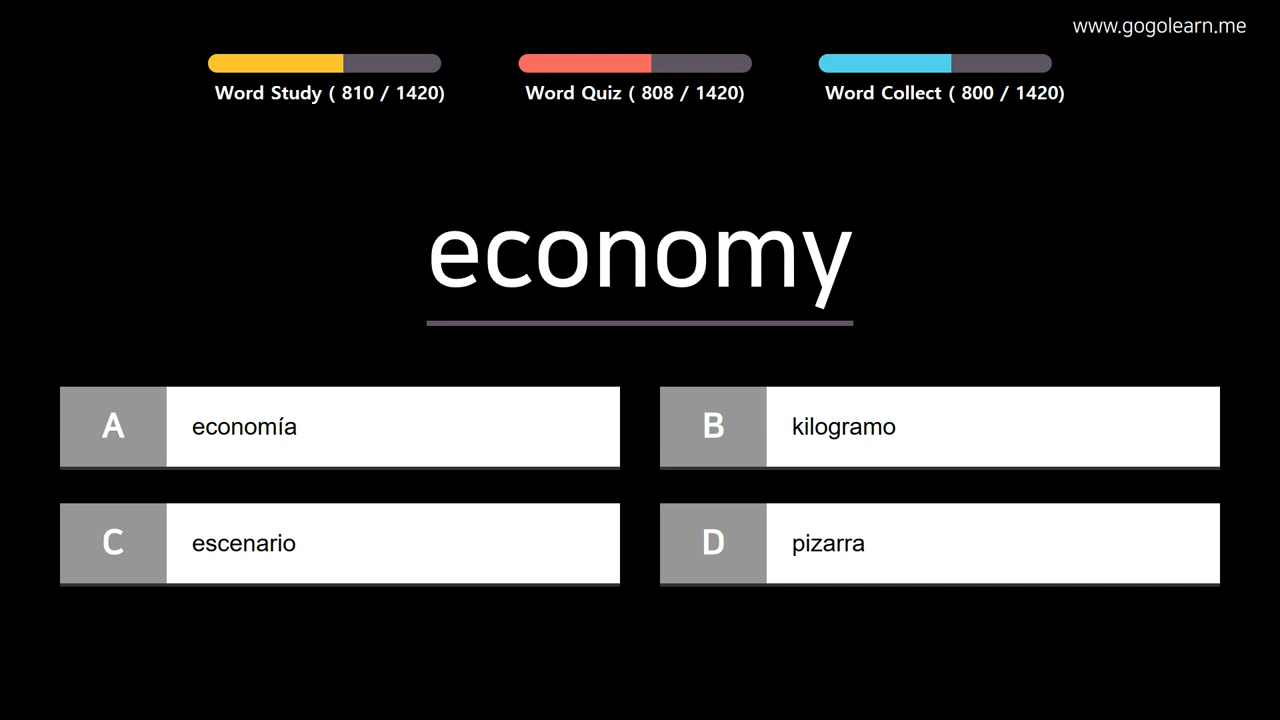 www.gogolearn.me
Word Study ( 810 / 1420)
Word Quiz ( 808 / 1420)
Word Collect ( 800 / 1420)
economy
A
economía
B
kilogramo
C
escenario
D
pizarra